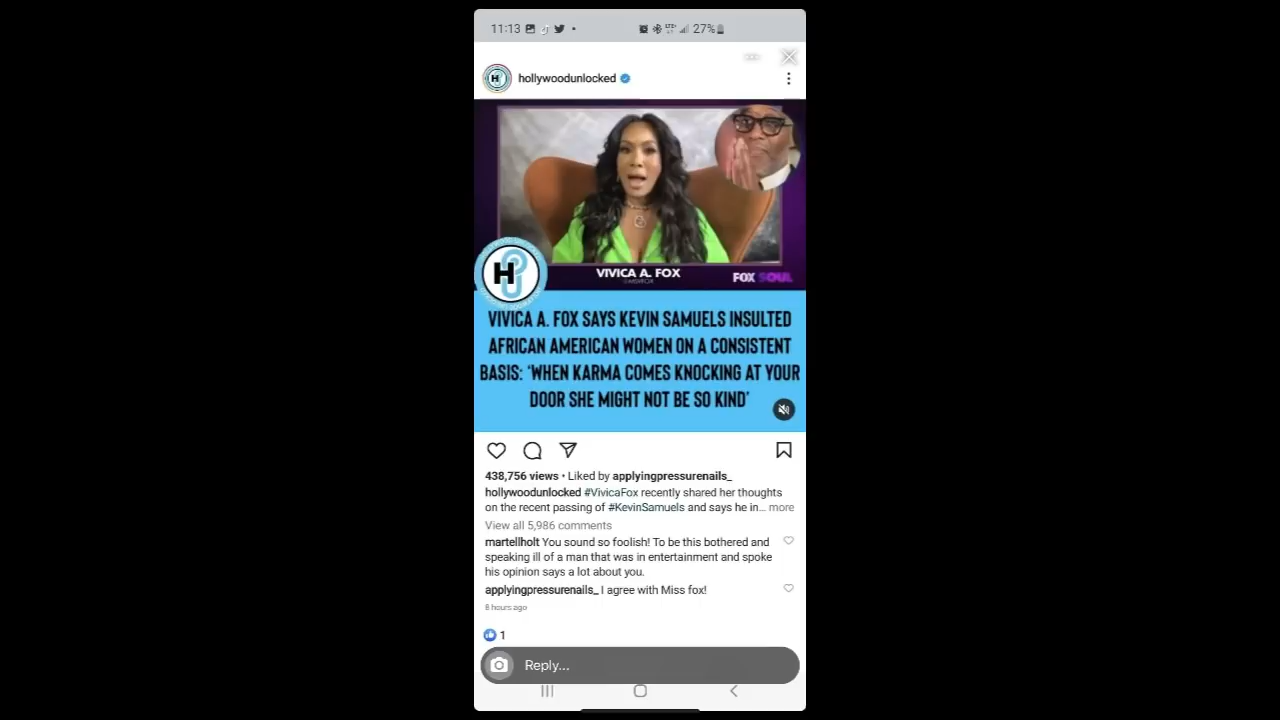 11:13
27%
hollywoodunlocked
H
VIVICA A. FOX
FOX SOUL
VIVICA A. FOX SAYS KEVIN SAMUELS INSULTED
AFRICAN AMERICAN WOMEN ON A CONSISTENT
BASIS: 'WHEN KARMA COMES KNOCKING AT YOUR
DOOR SHE MIGHT NOT BE SO KIND'
438,756 views • Liked by applyingpressurenails_
hollywoodunlocked #VivicaFox recently shared her thoughts
on the recent passing of #KevinSamuels and says he in... more
View all 5,986 comments
martellholt You sound so foolish! To be this bothered and
speaking ill of a man that was in entertainment and spoke
his opinion says a lot about you.
applyingpressurenails_ I agree with Miss fox!
8 hours ago
1
Reply...